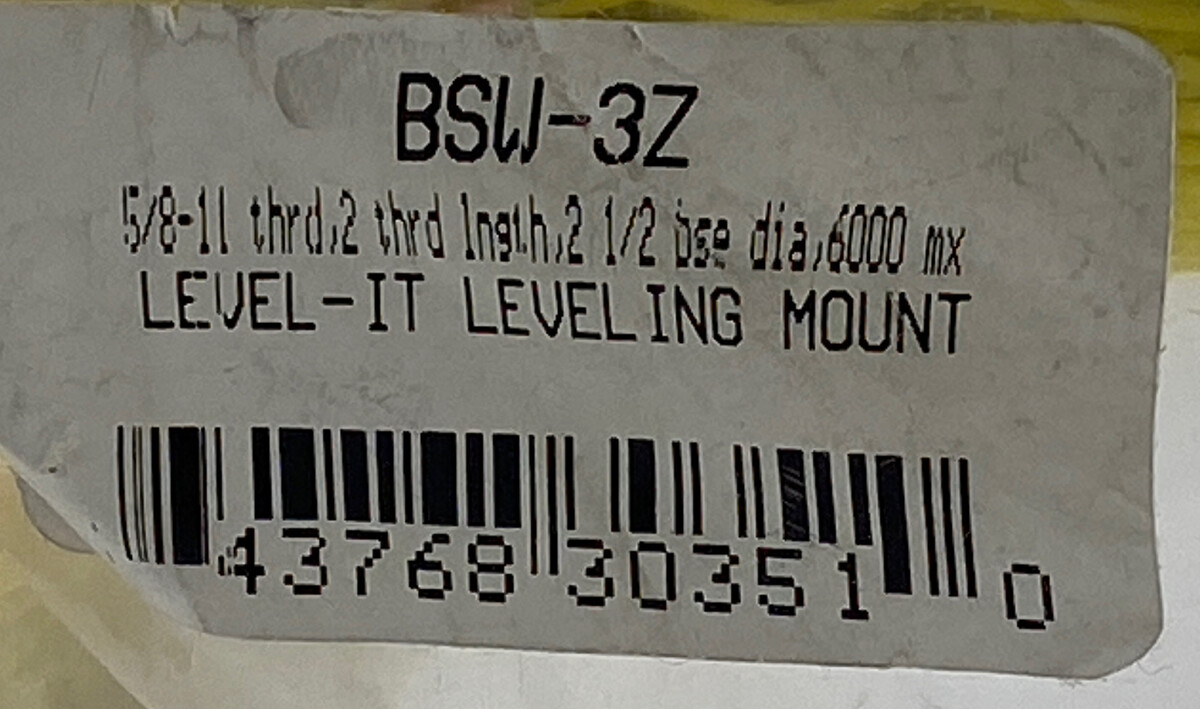 BSW-3Z
5/8-11 thrd,2 thrd lngth,2 1/2 bse dia,6000 mx
LEVEL-IT LEVELING MOUNT
43768 30351 0